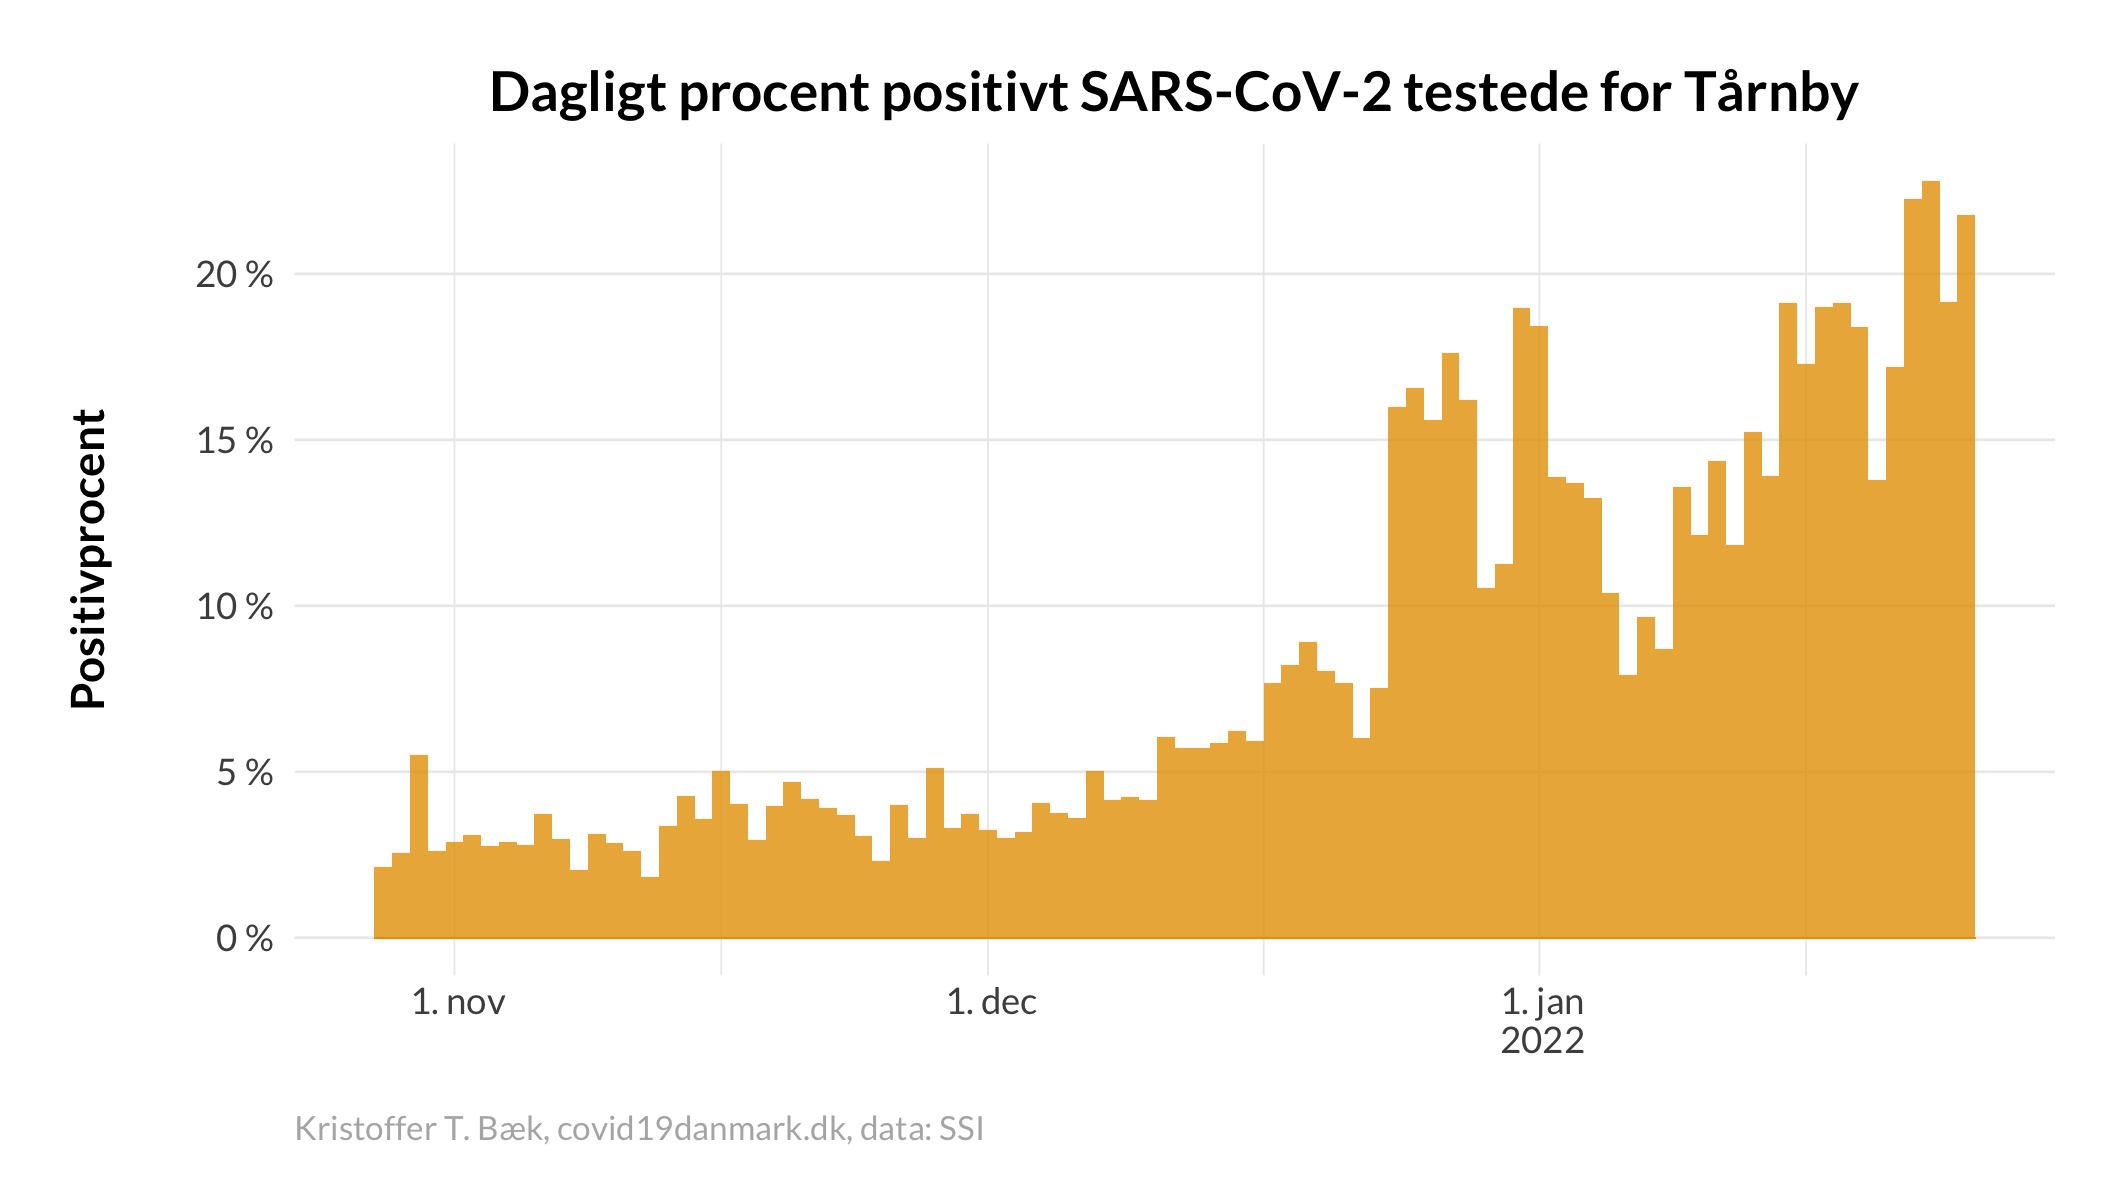 Dagligt procent positivt SARS-CoV-2 testede for Tårnby
Positivprocent
20 %
15 %
10 %
5 %
0 %
1. nov
1. dec
1. jan
2022
Kristoffer T. Bæk, covid19danmark.dk, data: SSI